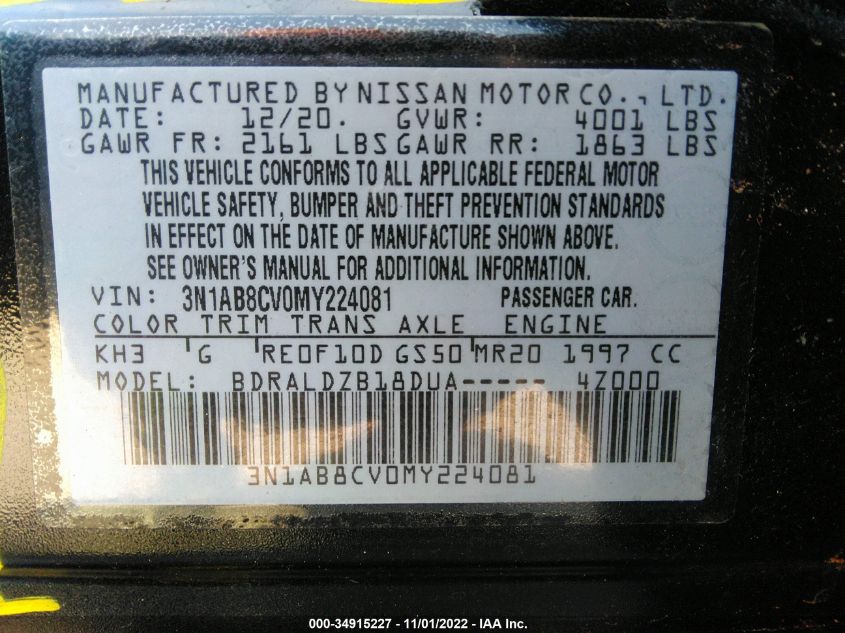 MANUFACTURED BY NISSAN MOTOR CO., LTD.
DATE: 12/20. GVWR: 4001 LBS
GAWR FR: 2161 LBS GAWR RR: 1863 LBS
THIS VEHICLE CONFORMS TO ALL APPLICABLE FEDERAL MOTOR
VEHICLE SAFETY, BUMPER AND THEFT PREVENTION STANDARDS
IN EFFECT ON THE DATE OF MANUFACTURE SHOWN ABOVE.
SEE OWNER'S MANUAL FOR ADDITIONAL INFORMATION.
VIN: 3N1AB8CV0MY224081 PASSENGER CAR.
COLOR TRIM TRANS AXLE ENGINE
KH3 G RE0F10D GS50 MR20 1997 CC
MODEL: BDRALDZB18DUA----- 4Z000
3N1AB8CV0MY224081
000-34915227 - 11/01/2022 - IAA Inc.